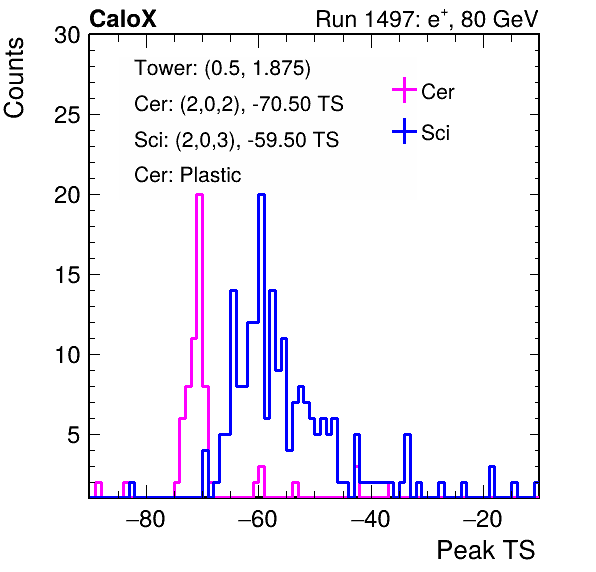 CaloX Run 1497: e⁺, 80 GeV
Counts
30
25
20
15
10
5
Tower: (0.5, 1.875)
Cer: (2,0,2), -70.50 TS
Sci: (2,0,3), -59.50 TS
Cer: Plastic
Cer
Sci
−80 −60 −40 −20
Peak TS